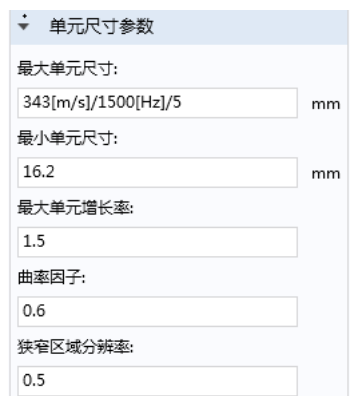 单元尺寸参数
最大单元尺寸:
343[m/s]/1500[Hz]/5 mm
最小单元尺寸:
16.2 mm
最大单元增长率:
1.5
曲率因子:
0.6
狭窄区域分辨率:
0.5